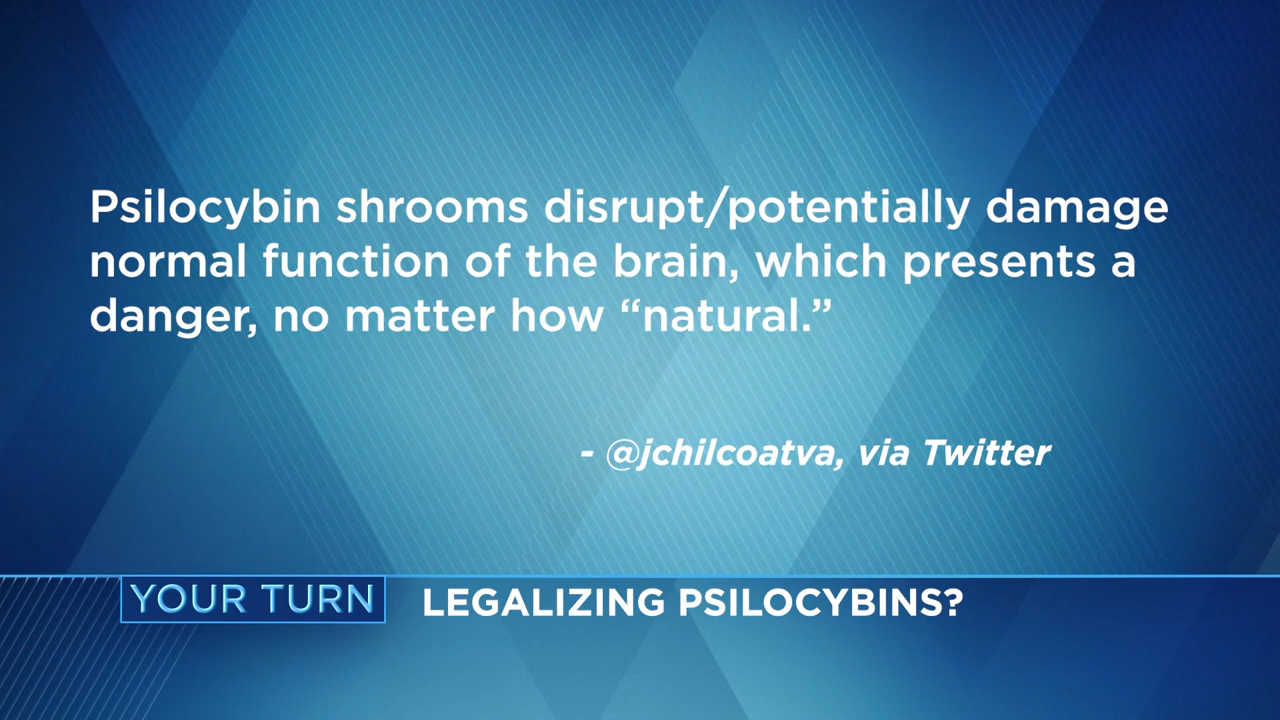 Psilocybin shrooms disrupt/potentially damage
normal function of the brain, which presents a
danger, no matter how “natural.”
- @jchilcoatva, via Twitter
YOUR TURN
LEGALIZING PSILOCYBINS?